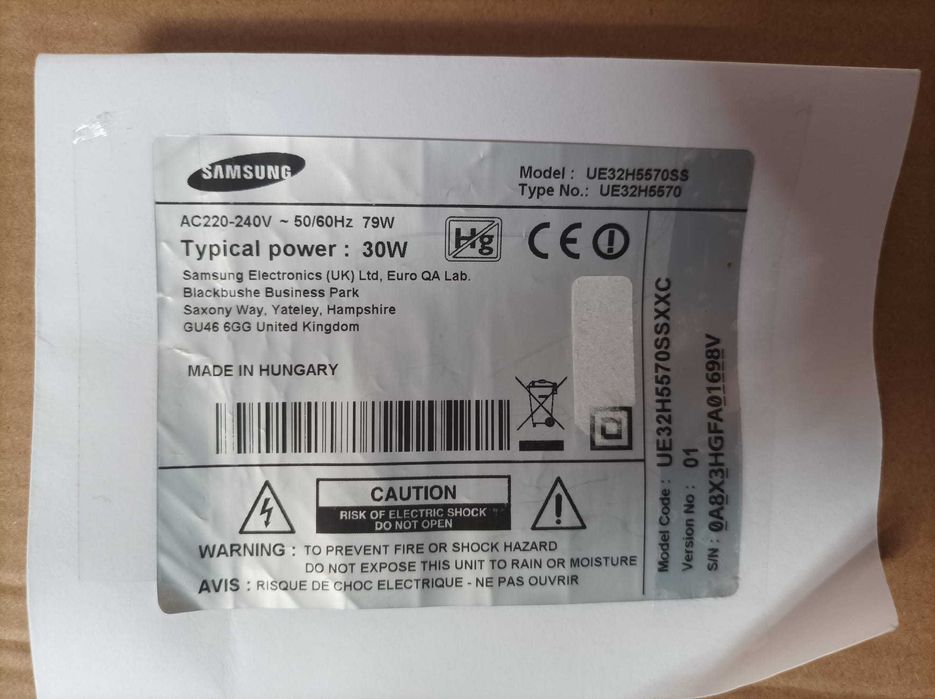 SAMSUNG
Model : UE32H5570SS
Type No.: UE32H5570
AC220-240V ~ 50/60Hz 79W
Typical power : 30W
Hg
CE
Samsung Electronics (UK) Ltd, Euro QA Lab.
Blackbushe Business Park
Saxony Way, Yateley, Hampshire
GU46 6GG United Kingdom
MADE IN HUNGARY
CAUTION
RISK OF ELECTRIC SHOCK
DO NOT OPEN
WARNING : TO PREVENT FIRE OR SHOCK HAZARD
DO NOT EXPOSE THIS UNIT TO RAIN OR MOISTURE
AVIS : RISQUE DE CHOC ELECTRIQUE - NE PAS OUVRIR
Model Code : UE32H5570SSXXC
Version No : 01
S/N : 0A8X3HGFA01698V